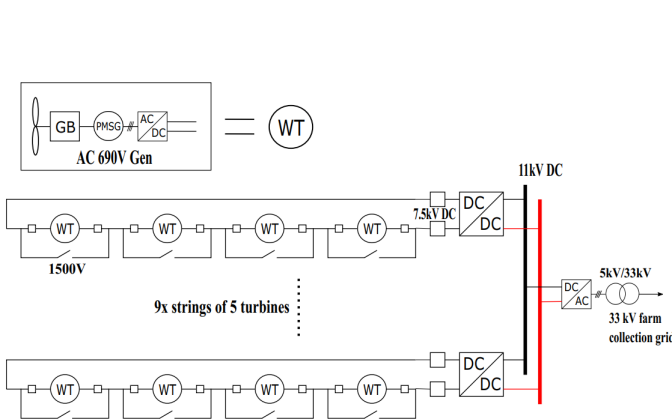 GB
PMSG
AC
DC
WT
AC 690V Gen
11kV DC
DC
DC
7.5kV DC
WT
WT
WT
WT
1500V
5kV/33kV
DC
AC
9x strings of 5 turbines
33 kV farm
collection grid
DC
DC
WT
WT
WT
WT